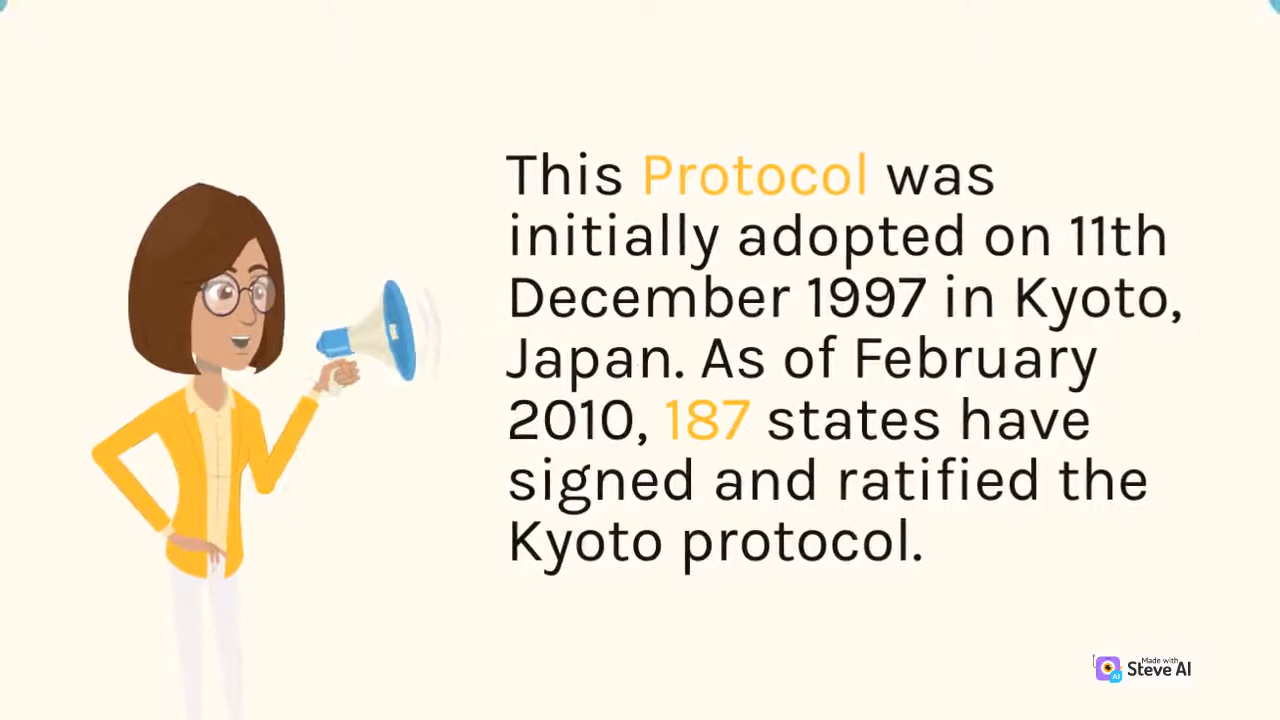 This Protocol was
initially adopted on 11th
December 1997 in Kyoto,
Japan. As of February
2010, 187 states have
signed and ratified the
Kyoto protocol.
Made with
Steve AI
AI